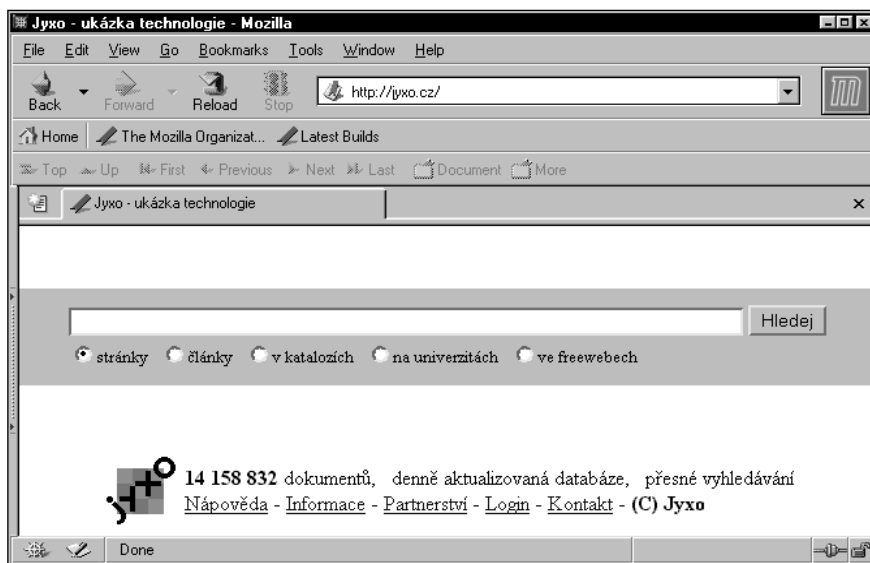 Jyxo - ukázka technologie - Mozilla
File Edit View Go Bookmarks Tools Window Help
Back Forward Reload Stop http://jyxo.cz/
Home The Mozilla Organizat... Latest Builds
Top Up First Previous Next Last Document More
Jyxo - ukázka technologie
Hledej
stránky články v katalozích na univerzitách ve freewebech
14 158 832 dokumentů, denně aktualizovaná databáze, přesné vyhledávání
Nápověda - Informace - Partnerství - Login - Kontakt - (C) Jyxo
Done